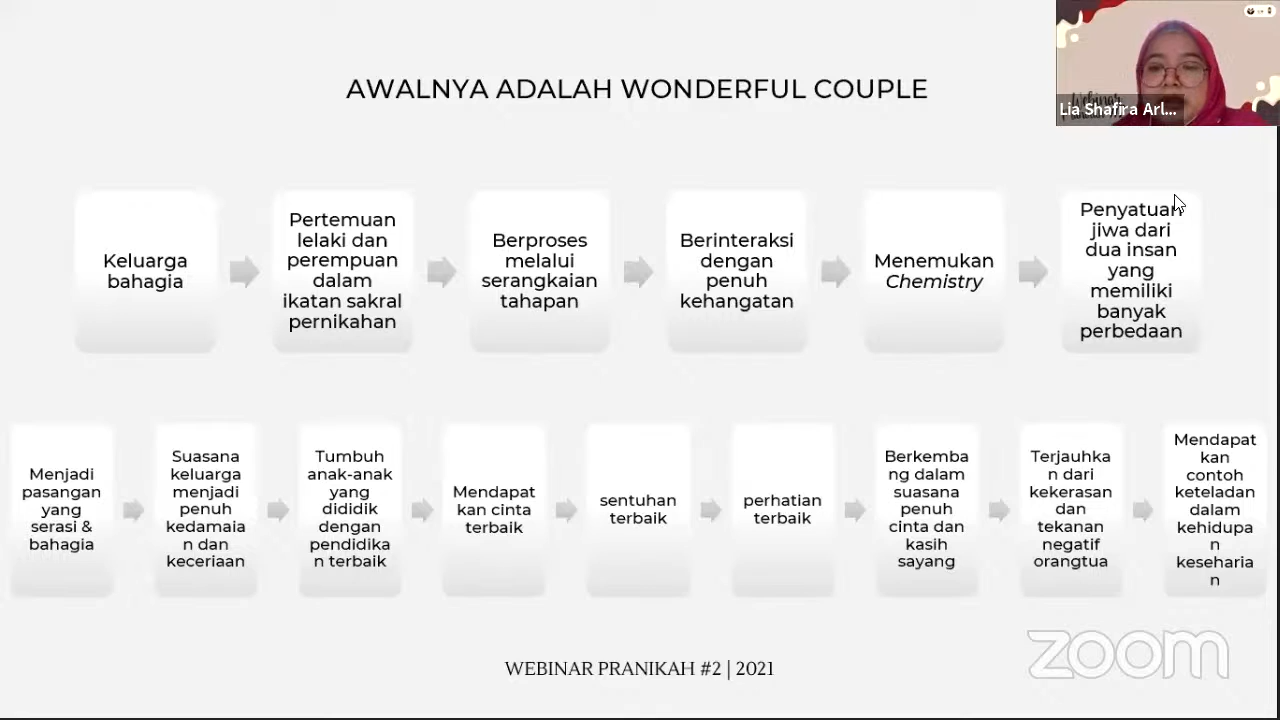 AWALNYA ADALAH WONDERFUL COUPLE
Lia Shafira Arl...
Keluarga
bahagia
Pertemuan
lelaki dan
perempuan
dalam
ikatan sakral
pernikahan
Berproses
melalui
serangkaian
tahapan
Berinteraksi
dengan
penuh
kehangatan
Menemukan
Chemistry
Penyatuan
jiwa dari
dua insan
yang
memiliki
banyak
perbedaan
Menjadi
pasangan
yang
serasi &
bahagia
Suasana
keluarga
menjadi
penuh
kedamaia
n dan
keceriaan
Tumbuh
anak-anak
yang
dididik
dengan
pendidika
n terbaik
Mendapat
kan cinta
terbaik
sentuhan
terbaik
perhatian
terbaik
Berkemba
ng dalam
suasana
penuh
cinta dan
kasih
sayang
Terjauhka
n dari
kekerasan
dan
tekanan
negatif
orangtua
Mendapat
kan
contoh
keteladan
dalam
kehidupa
n
keseharia
n
WEBINAR PRANIKAH #2 | 2021
zoom